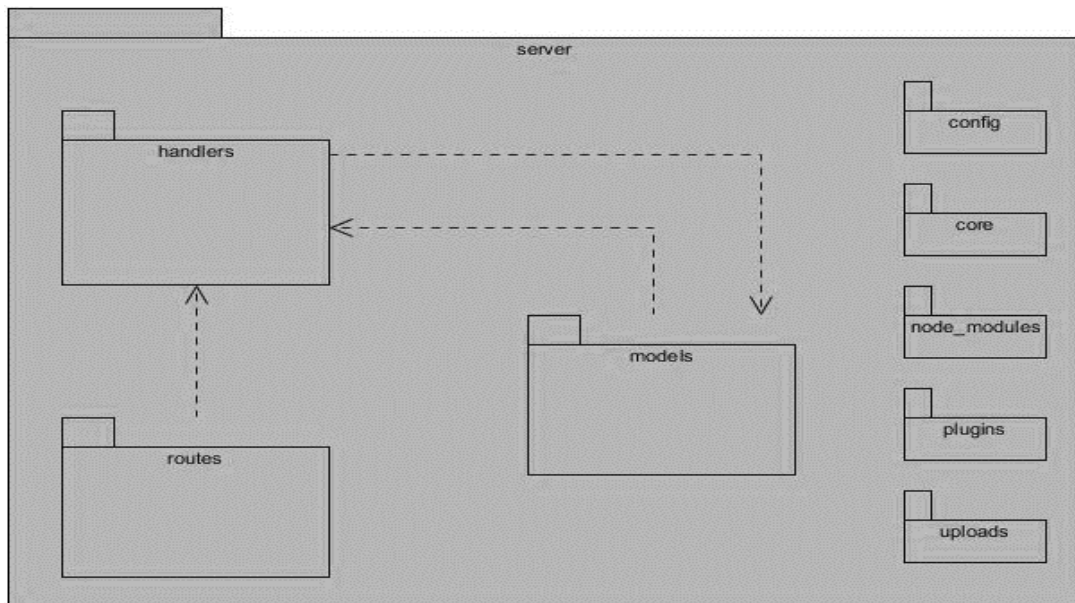 server
handlers
config
core
node_modules
models
plugins
routes
uploads